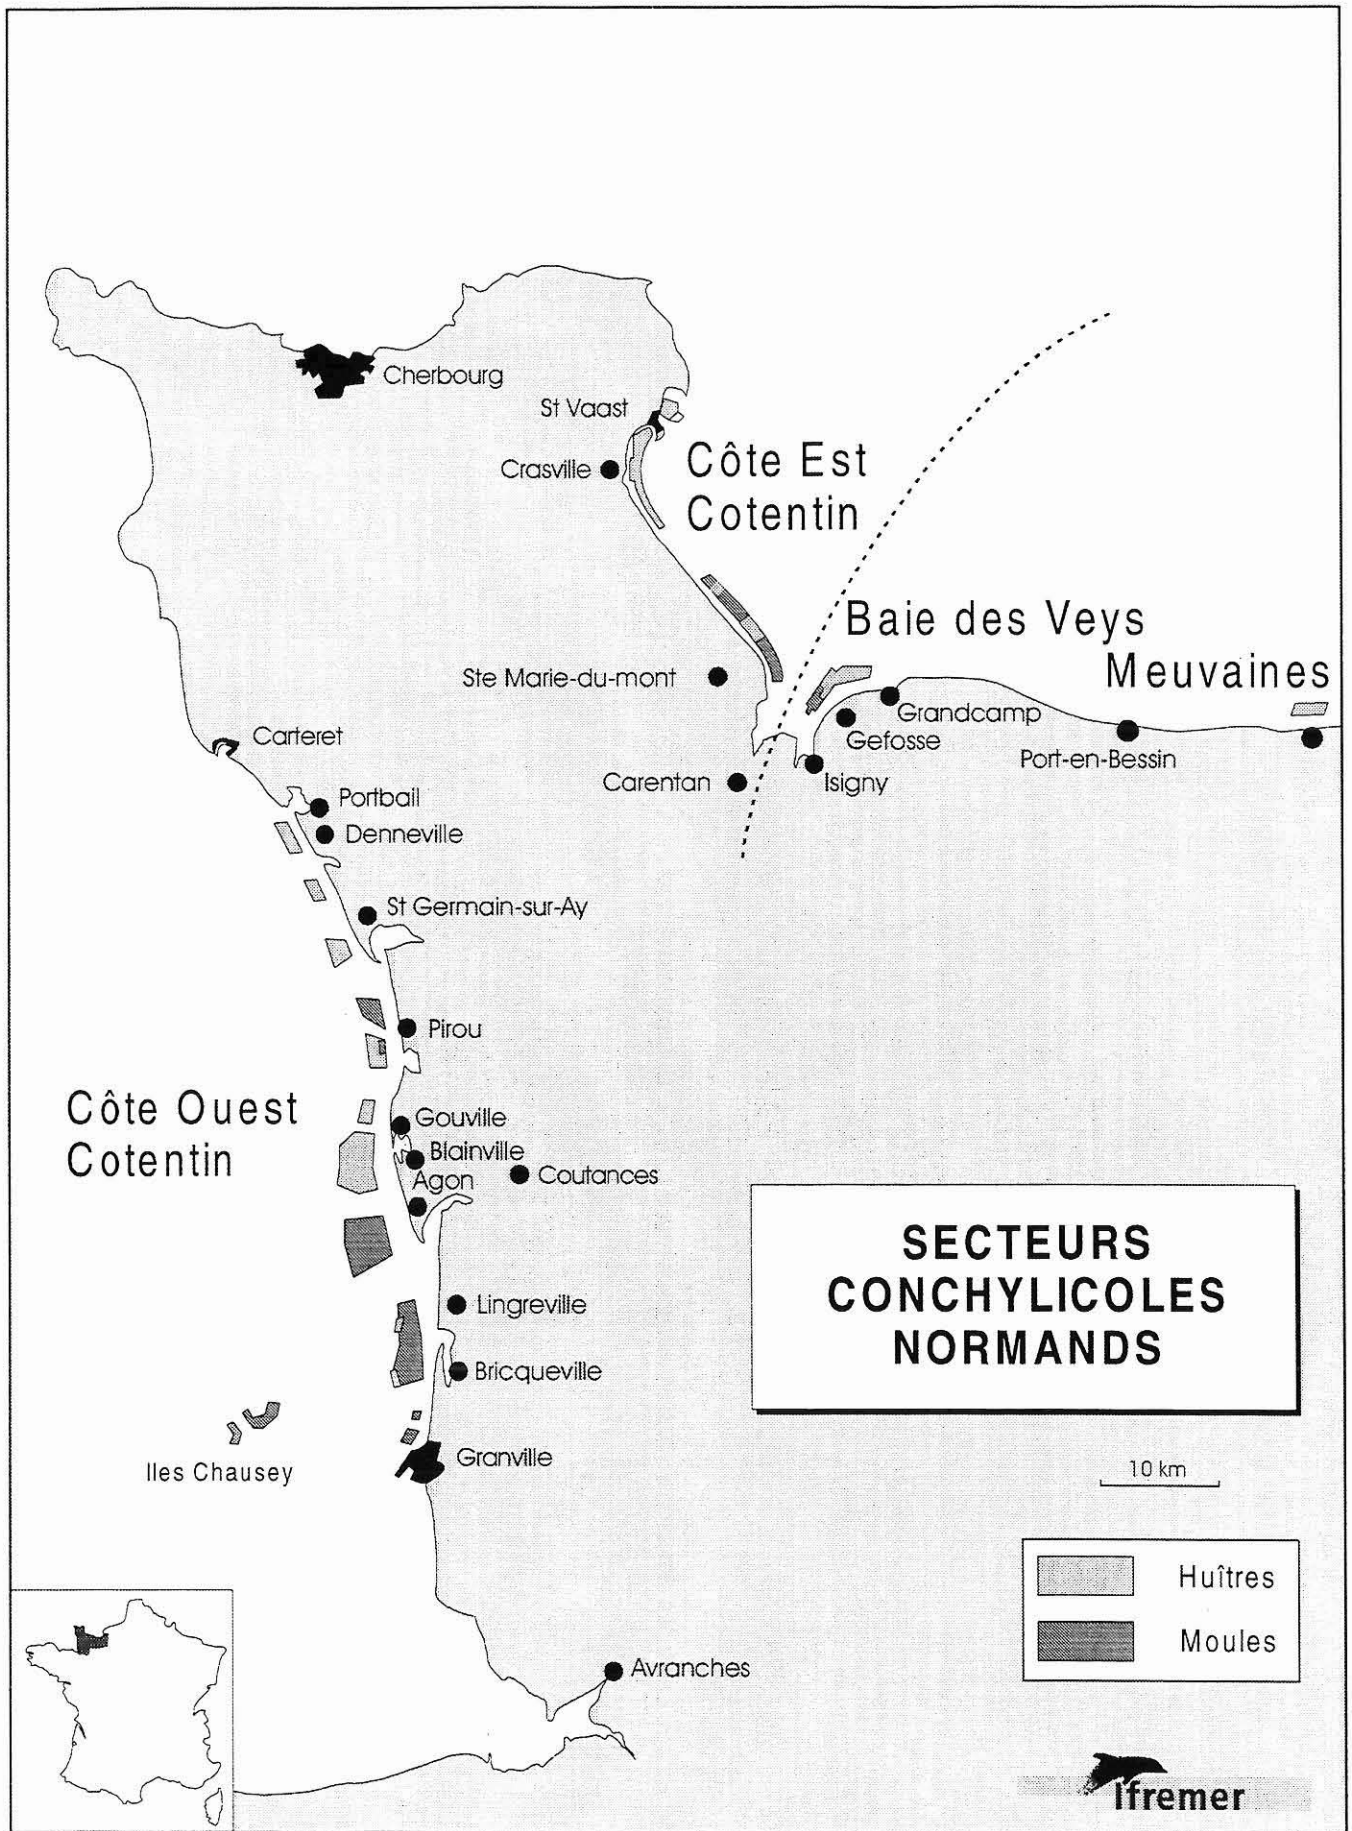 Cherbourg
St Vaast
Crasville
Côte Est
Cotentin
Baie des Veys
Meuvaines
Ste Marie-du-mont
Grandcamp
Gefosse
Port-en-Bessin
Carteret
Carentan
Isigny
Portbail
Denneville
St Germain-sur-Ay
Pirou
Côte Ouest
Cotentin
Gouville
Blainville
Agon
Coutances
SECTEURS
CONCHYLICOLES
NORMANDS
Lingreville
Bricqueville
Iles Chausey
Granville
10 km
Huîtres
Moules
Avranches
Ifremer